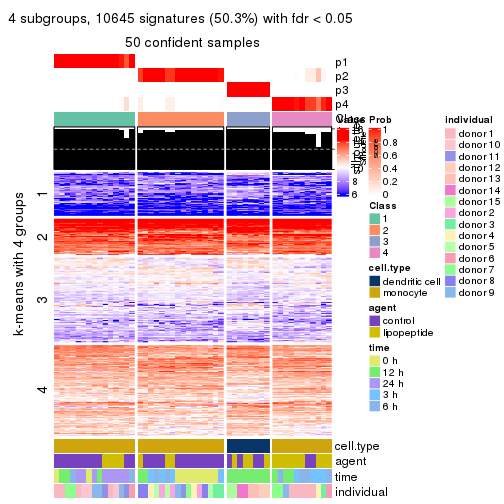 4 subgroups, 10645 signatures (50.3%) with fdr < 0.05
50 confident samples
p1
p2
p3
p4
Class
k-means with 4 groups
1
2
3
4
cell.type
agent
time
individual
Value
8
6
Prob
1
0.8
0.6
0.4
0.2
0
score
Class
1
2
3
4
cell.type
dendritic cell
monocyte
agent
control
lipopeptide
time
0 h
12 h
24 h
3 h
6 h
individual
donor 1
donor 10
donor 11
donor 12
donor 13
donor 14
donor 15
donor 2
donor 3
donor 4
donor 5
donor 6
donor 7
donor 8
donor 9